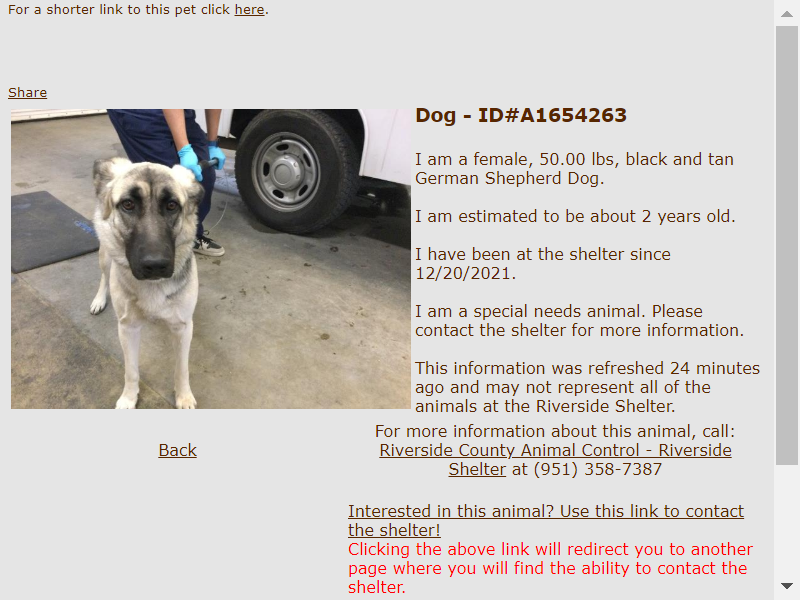 For a shorter link to this pet click here.
Share
Dog - ID#A1654263
I am a female, 50.00 lbs, black and tan
German Shepherd Dog.
I am estimated to be about 2 years old.
I have been at the shelter since
12/20/2021.
I am a special needs animal. Please
contact the shelter for more information.
This information was refreshed 24 minutes
ago and may not represent all of the
animals at the Riverside Shelter.
Back
For more information about this animal, call:
Riverside County Animal Control - Riverside
Shelter at (951) 358-7387
Interested in this animal? Use this link to contact
the shelter!
Clicking the above link will redirect you to another
page where you will find the ability to contact the
shelter.